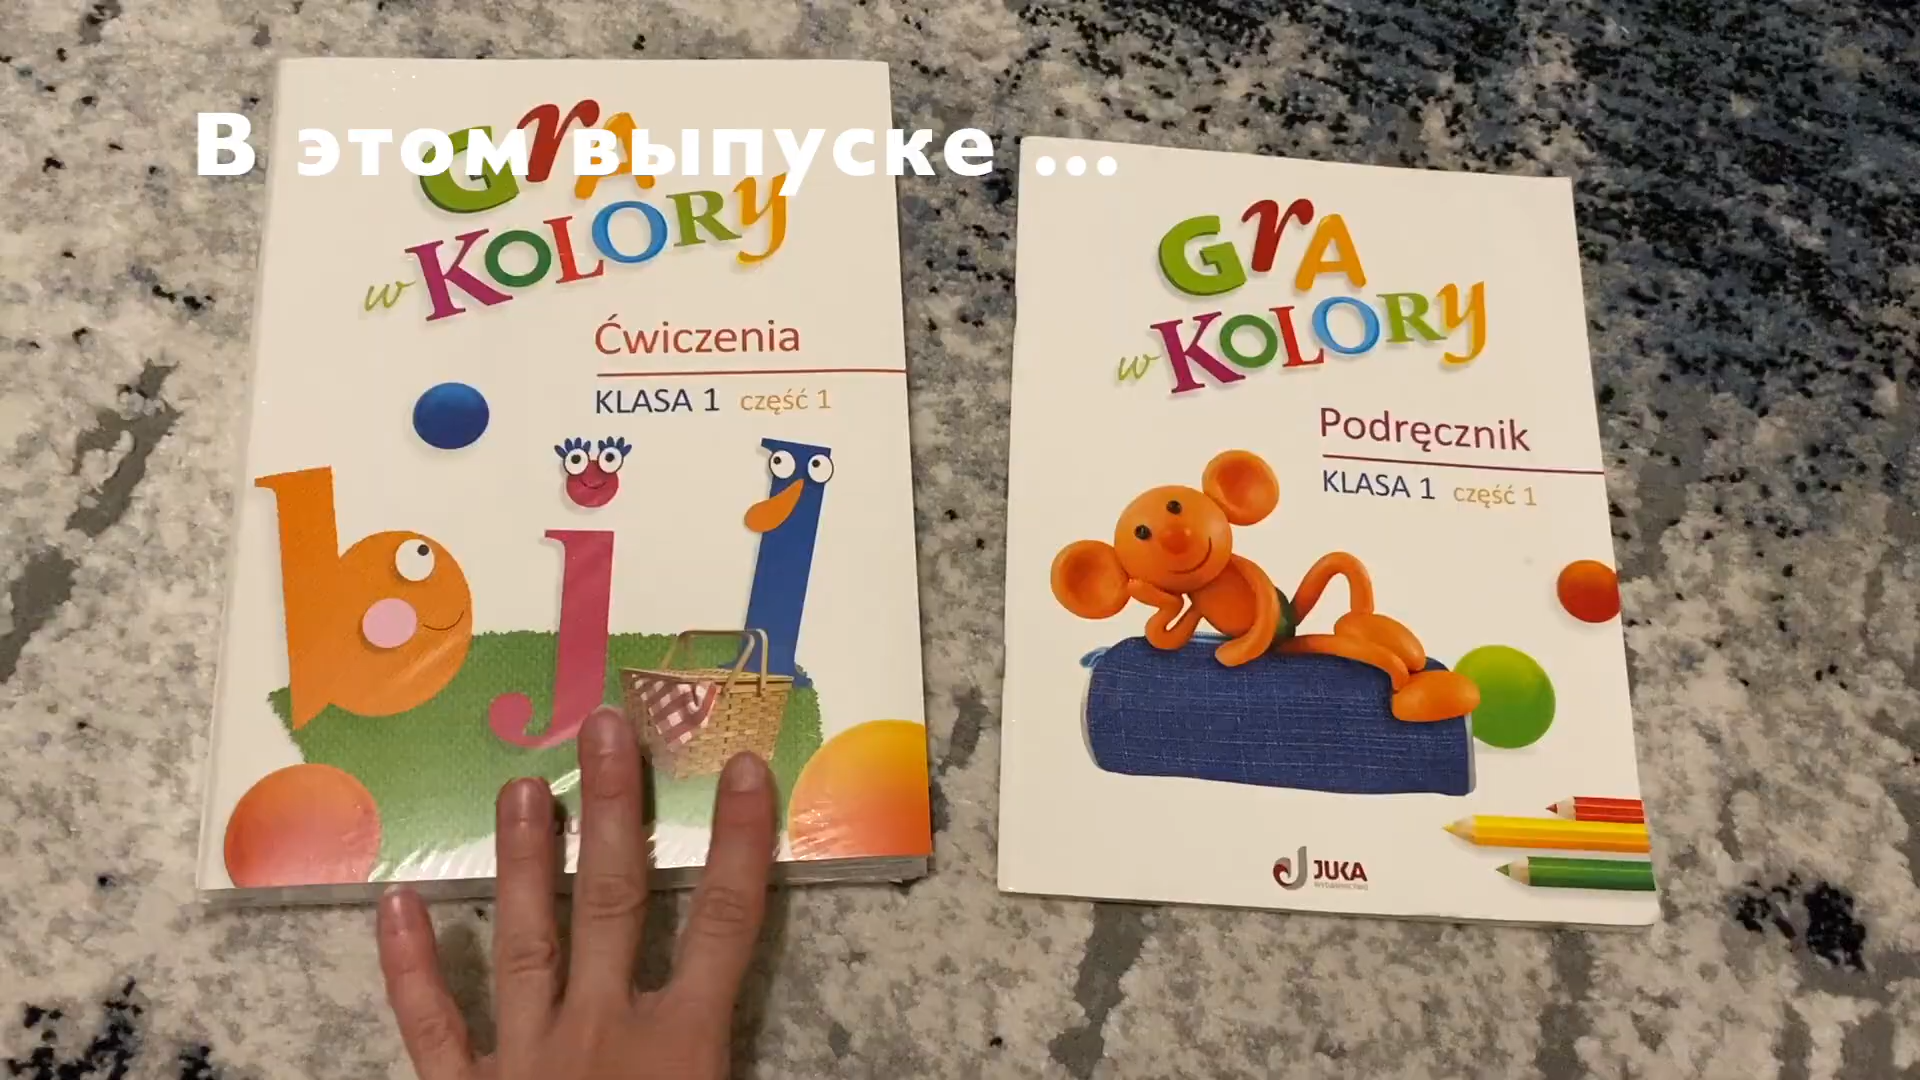 В этом выпуске ...
Gra
w KOLORy
Ćwiczenia
KLASA 1 część 1
b j l
GrA
w KOLORy
Podręcznik
KLASA 1 część 1
JUKA